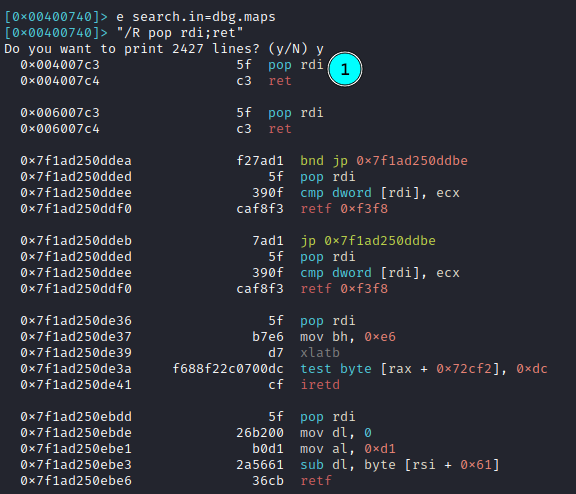 [0×00400740]> e search.in=dbg.maps
[0×00400740]> "/R pop rdi;ret"
Do you want to print 2427 lines? (y/N) y
0×004007c3 5f pop rdi 1
0×004007c4 c3 ret
0×006007c3 5f pop rdi
0×006007c4 c3 ret
0×7f1ad250ddea f27ad1 bnd jp 0×7f1ad250ddbe
0×7f1ad250dded 5f pop rdi
0×7f1ad250ddee 390f cmp dword [rdi], ecx
0×7f1ad250ddf0 caf8f3 retf 0×f3f8
0×7f1ad250ddeb 7ad1 jp 0×7f1ad250ddbe
0×7f1ad250dded 5f pop rdi
0×7f1ad250ddee 390f cmp dword [rdi], ecx
0×7f1ad250ddf0 caf8f3 retf 0×f3f8
0×7f1ad250de36 5f pop rdi
0×7f1ad250de37 b7e6 mov bh, 0×e6
0×7f1ad250de39 d7 xlatb
0×7f1ad250de3a f688f22c0700dc test byte [rax + 0×72cf2], 0×dc
0×7f1ad250de41 cf iretd
0×7f1ad250ebdd 5f pop rdi
0×7f1ad250ebde 26b200 mov dl, 0
0×7f1ad250ebe1 b0d1 mov al, 0×d1
0×7f1ad250ebe3 2a5661 sub dl, byte [rsi + 0×61]
0×7f1ad250ebe6 36cb retf